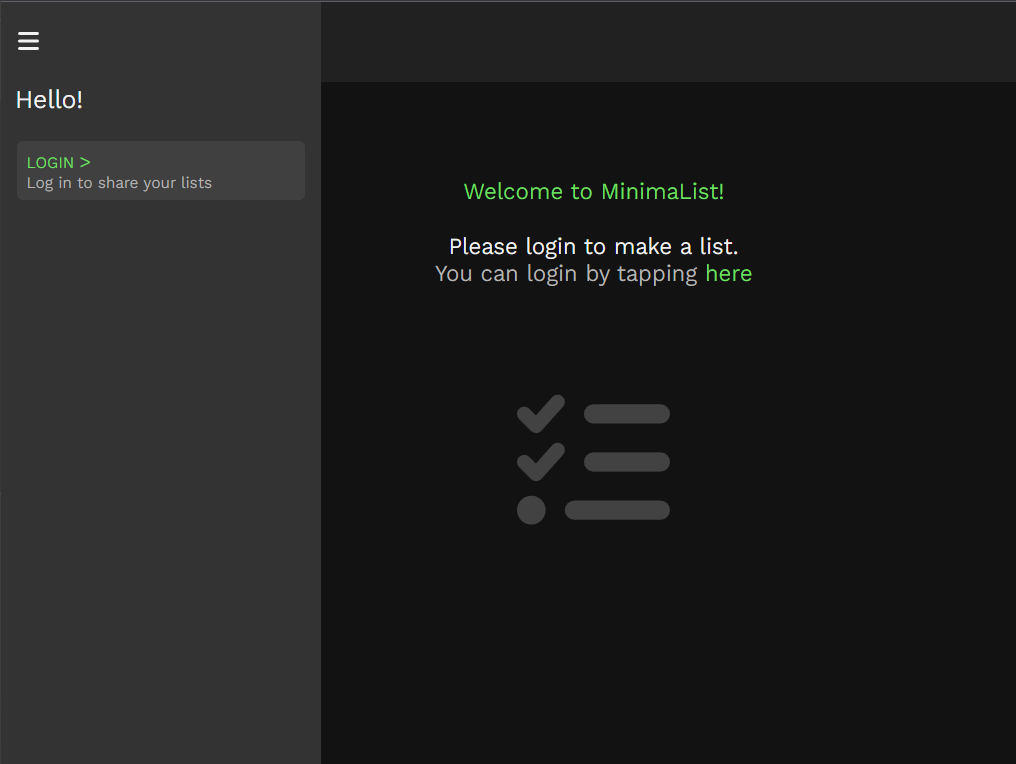 Hello!
LOGIN >
Log in to share your lists
Welcome to MinimaList!
Please login to make a list.
You can login by tapping here